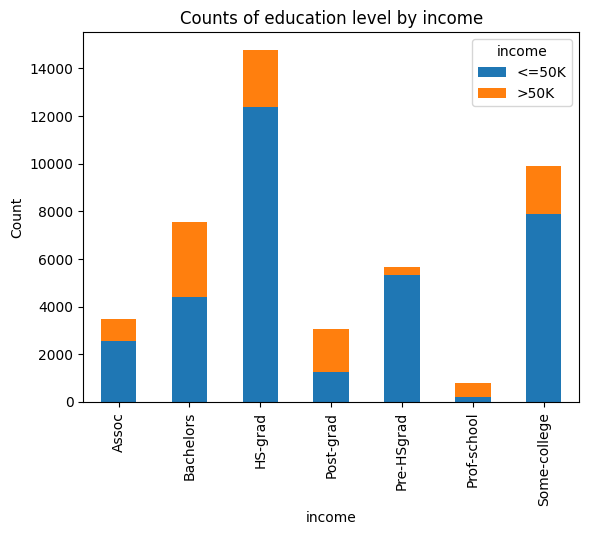 Counts of education level by income
income
<=50K
>50K
Count
14000
12000
10000
8000
6000
4000
2000
0
Assoc
Bachelors
HS-grad
Post-grad
Pre-HSgrad
Prof-school
Some-college
income